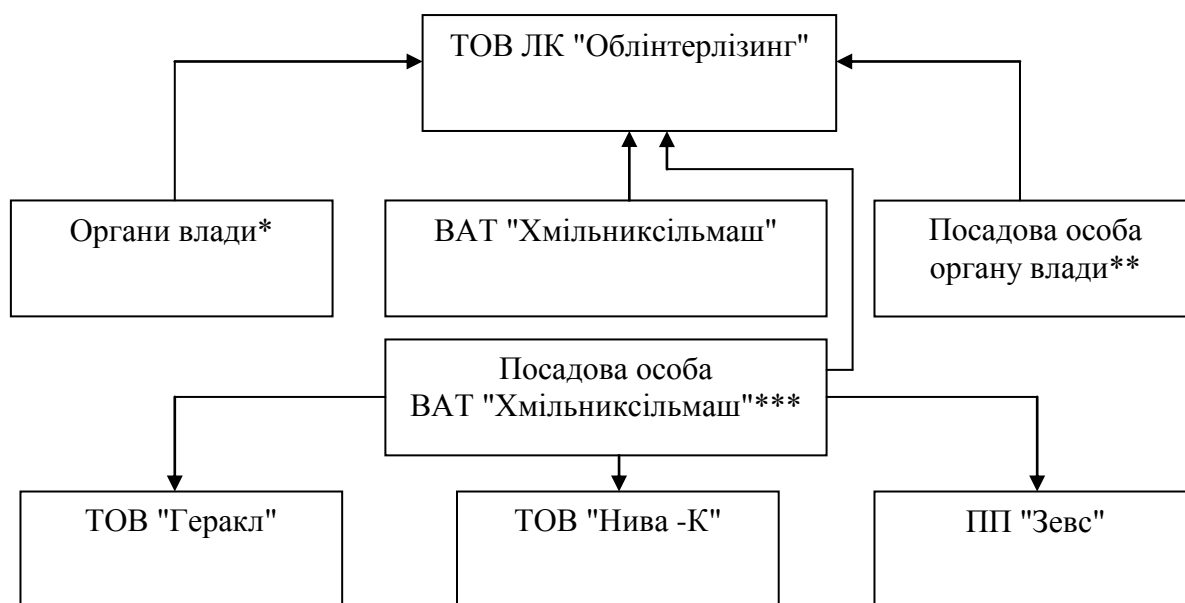 ТОВ ЛК "Облінтерлізинг"
Органи влади*
ВАТ "Хмільниксільмаш"
Посадова особа
органу влади**
Посадова особа
ВАТ "Хмільниксільмаш"***
ТОВ "Геракл"
ТОВ "Нива -К"
ПП "Зевс"